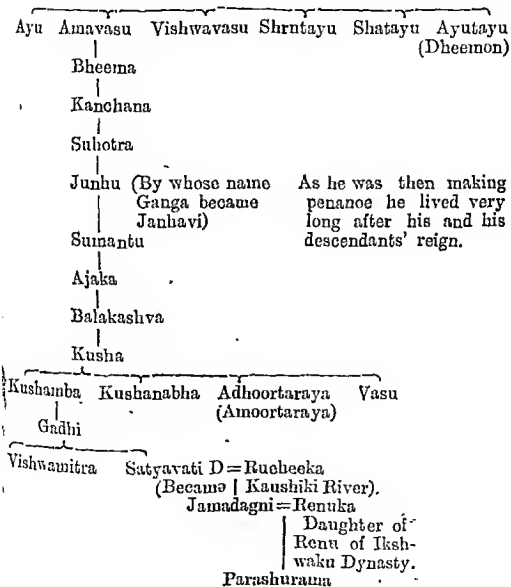 Ayu Amavasu Vishwavasu Shrntayu Shatayu Ayutayu
(Dheemon)
Bheema
Kanchana
Suhotra
Junhu (By whose name Ganga became Janhavi)
As he was then making penance he lived very long after his and his descendants' reign.
Sumantu
Ajaka
Balakashva
Kusha
Kushamba Kushanabha Adhoortaraya Vasu
(Amoortaraya)
Gadhi
Vishwamitra Satyavati D=Rucheeka
(Became | Kaushiki River).
Jamadagni=Renuka
Daughter of
Renu of Iksh-
waku Dynasty.
Parashurama